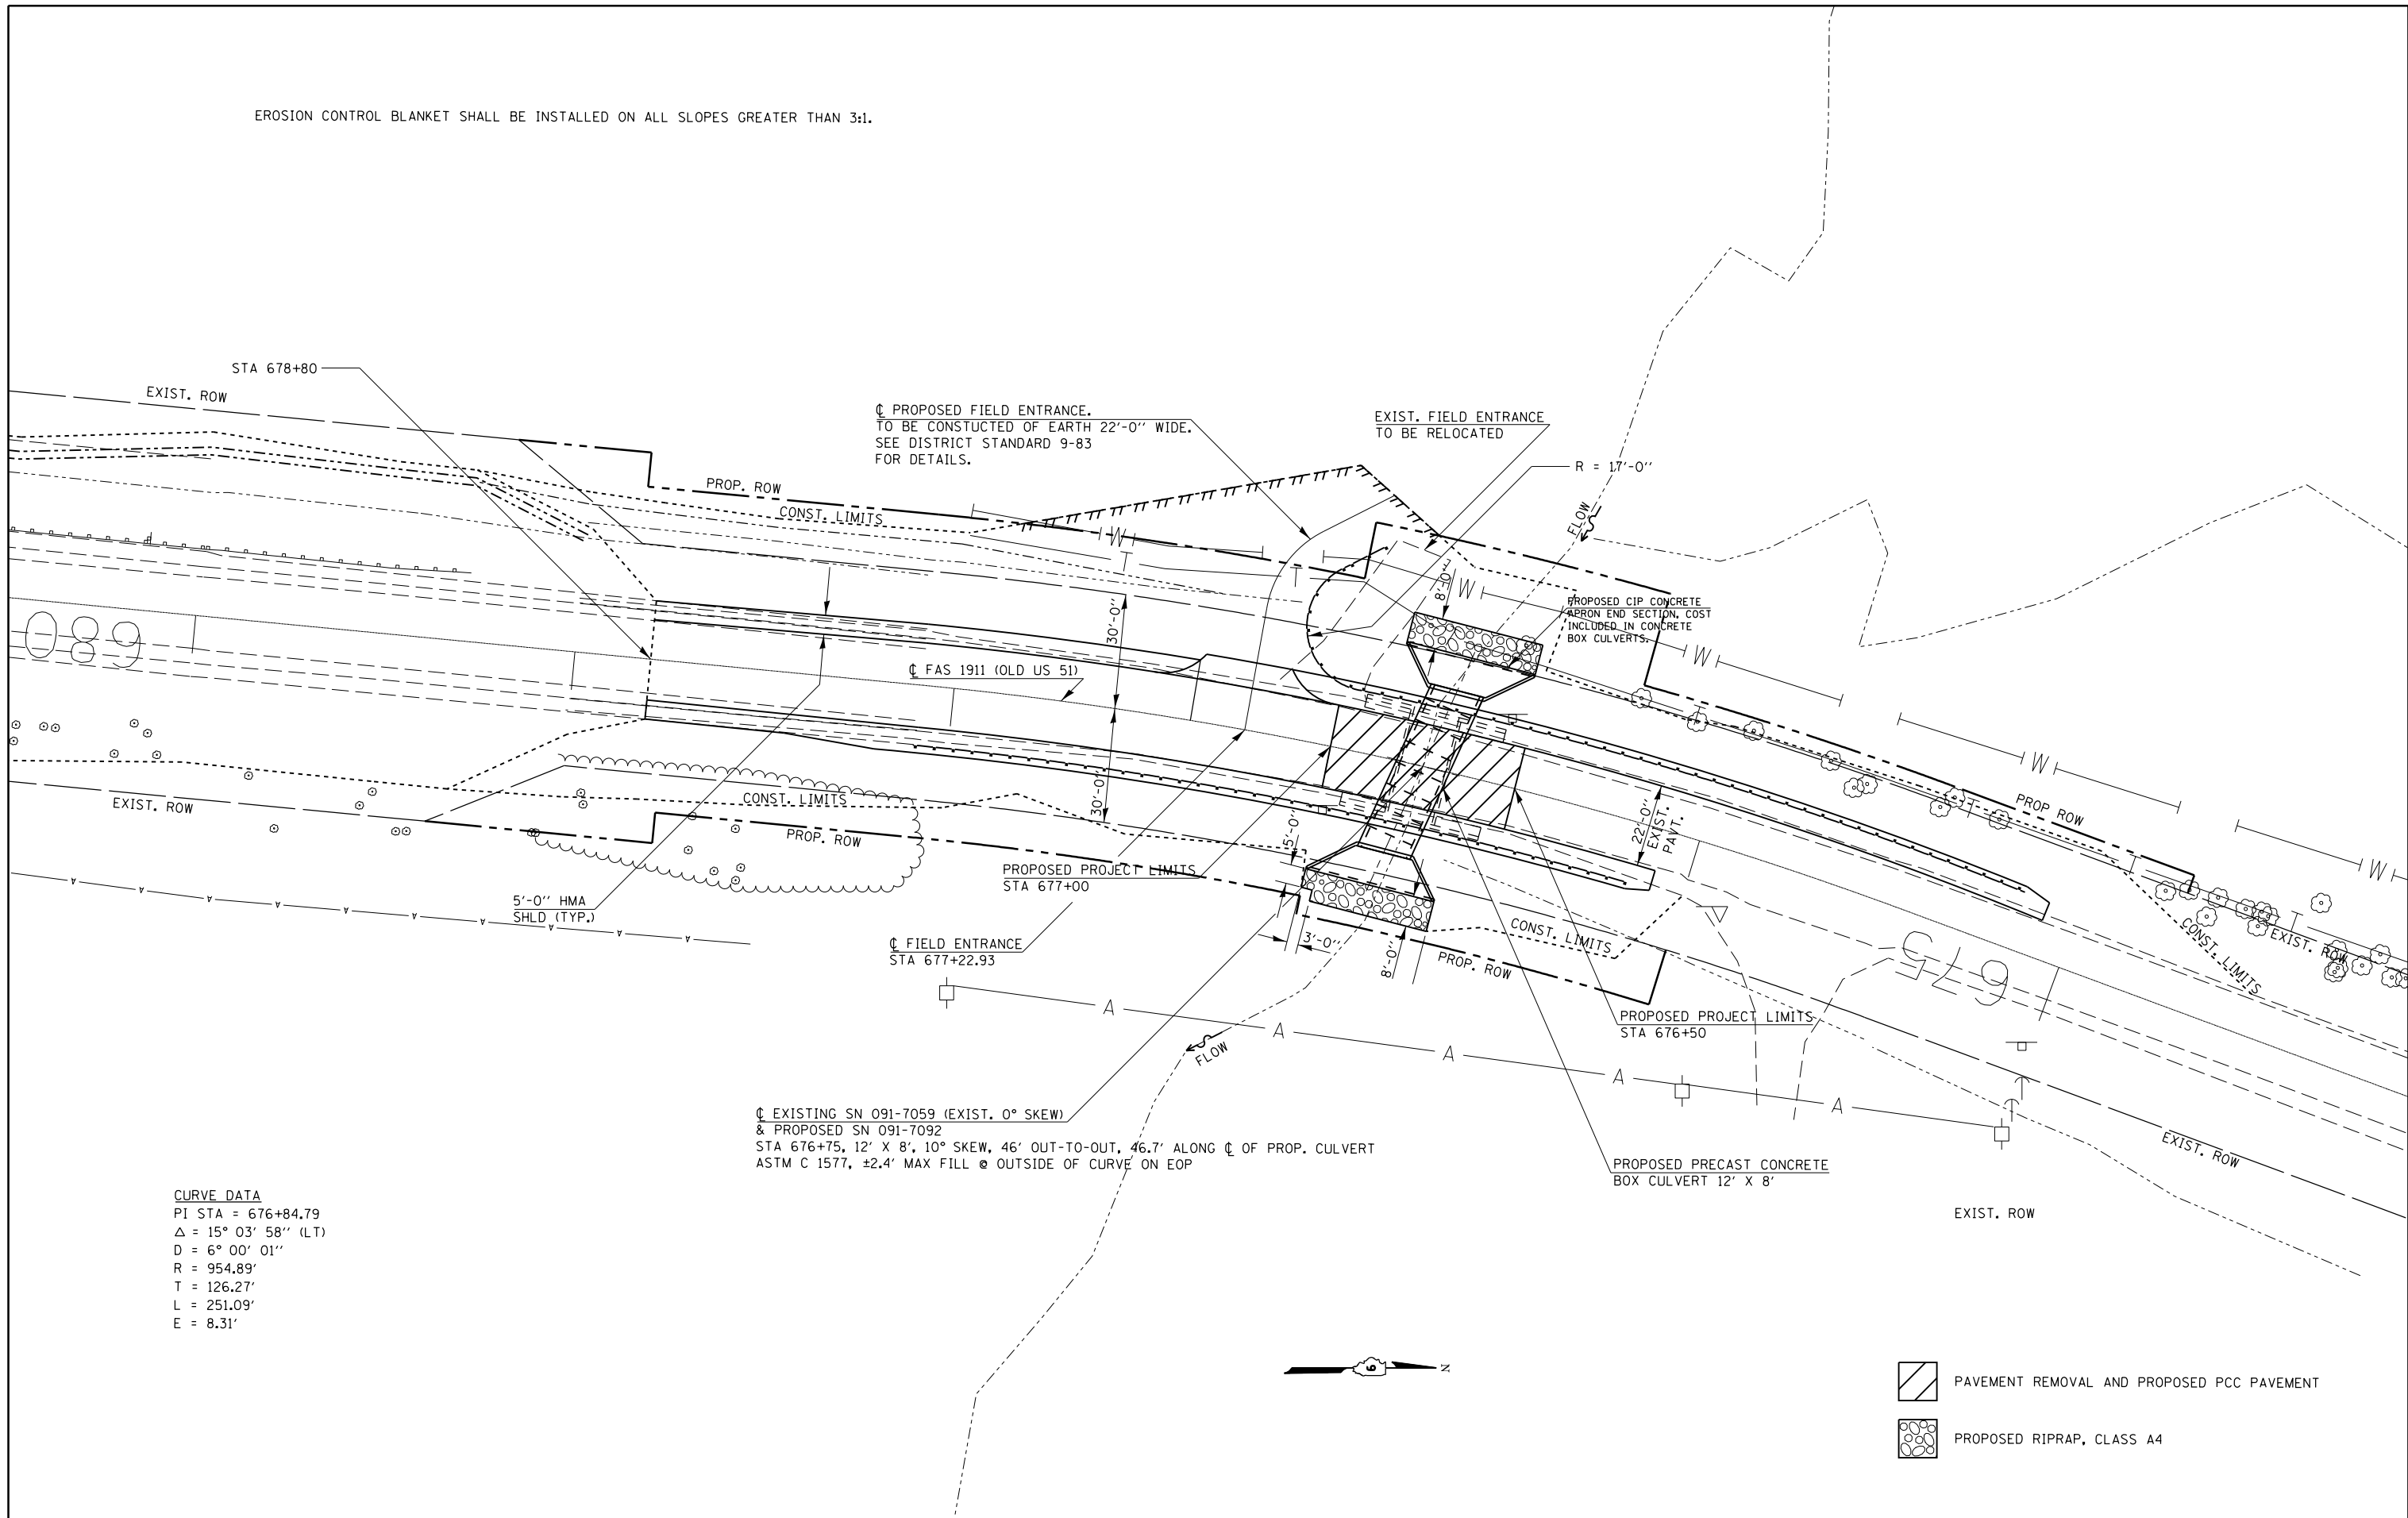 EROSION CONTROL BLANKET SHALL BE INSTALLED ON ALL SLOPES GREATER THAN 3:1.
STA 678+80
EXIST. ROW
℄ PROPOSED FIELD ENTRANCE.
TO BE CONSTUCTED OF EARTH 22'-0'' WIDE.
SEE DISTRICT STANDARD 9-83
FOR DETAILS.
EXIST. FIELD ENTRANCE
TO BE RELOCATED
R = 17'-0''
PROP. ROW
CONST. LIMITS
W
FLOW
8'-0''
W
PROPOSED CIP CONCRETE
APRON END SECTION, COST
INCLUDED IN CONCRETE
BOX CULVERTS.
W
680
30'-0''
℄ FAS 1911 (OLD US 51)
W
PROP. ROW
W
EXIST. ROW
CONST. LIMITS
PROP. ROW
30'-0''
5'-0''
22'-0''
EXIST.
PAVT.
PROPOSED PROJECT LIMITS
STA 677+00
5'-0'' HMA
SHLD (TYP.)
℄ FIELD ENTRANCE
STA 677+22.93
3'-0''
8'-0''
CONST. LIMITS
PROP. ROW
675
CONST. LIMITS
EXIST. ROW
A
A
A
A
A
FLOW
PROPOSED PROJECT LIMITS
STA 676+50
℄ EXISTING SN 091-7059 (EXIST. 0° SKEW)
& PROPOSED SN 091-7092
STA 676+75, 12' X 8', 10° SKEW, 46' OUT-TO-OUT, 46.7' ALONG ℄ OF PROP. CULVERT
ASTM C 1577, ±2.4' MAX FILL @ OUTSIDE OF CURVE ON EOP
PROPOSED PRECAST CONCRETE
BOX CULVERT 12' X 8'
EXIST. ROW
EXIST. ROW
CURVE DATA
PI STA = 676+84.79
Δ = 15° 03' 58'' (LT)
D = 6° 00' 01''
R = 954.89'
T = 126.27'
L = 251.09'
E = 8.31'
N
PAVEMENT REMOVAL AND PROPOSED PCC PAVEMENT
PROPOSED RIPRAP, CLASS A4